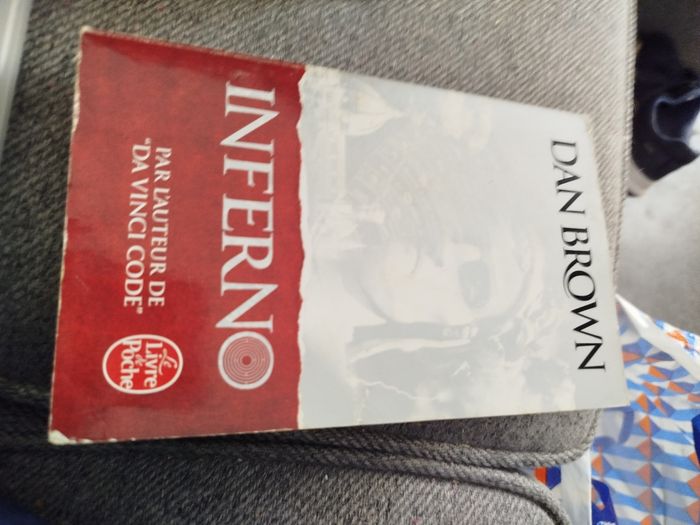 DAN BROWN
INFERNO
PAR L'AUTEUR DE
"DA VINCI CODE"
Le
Livre
de
Poche